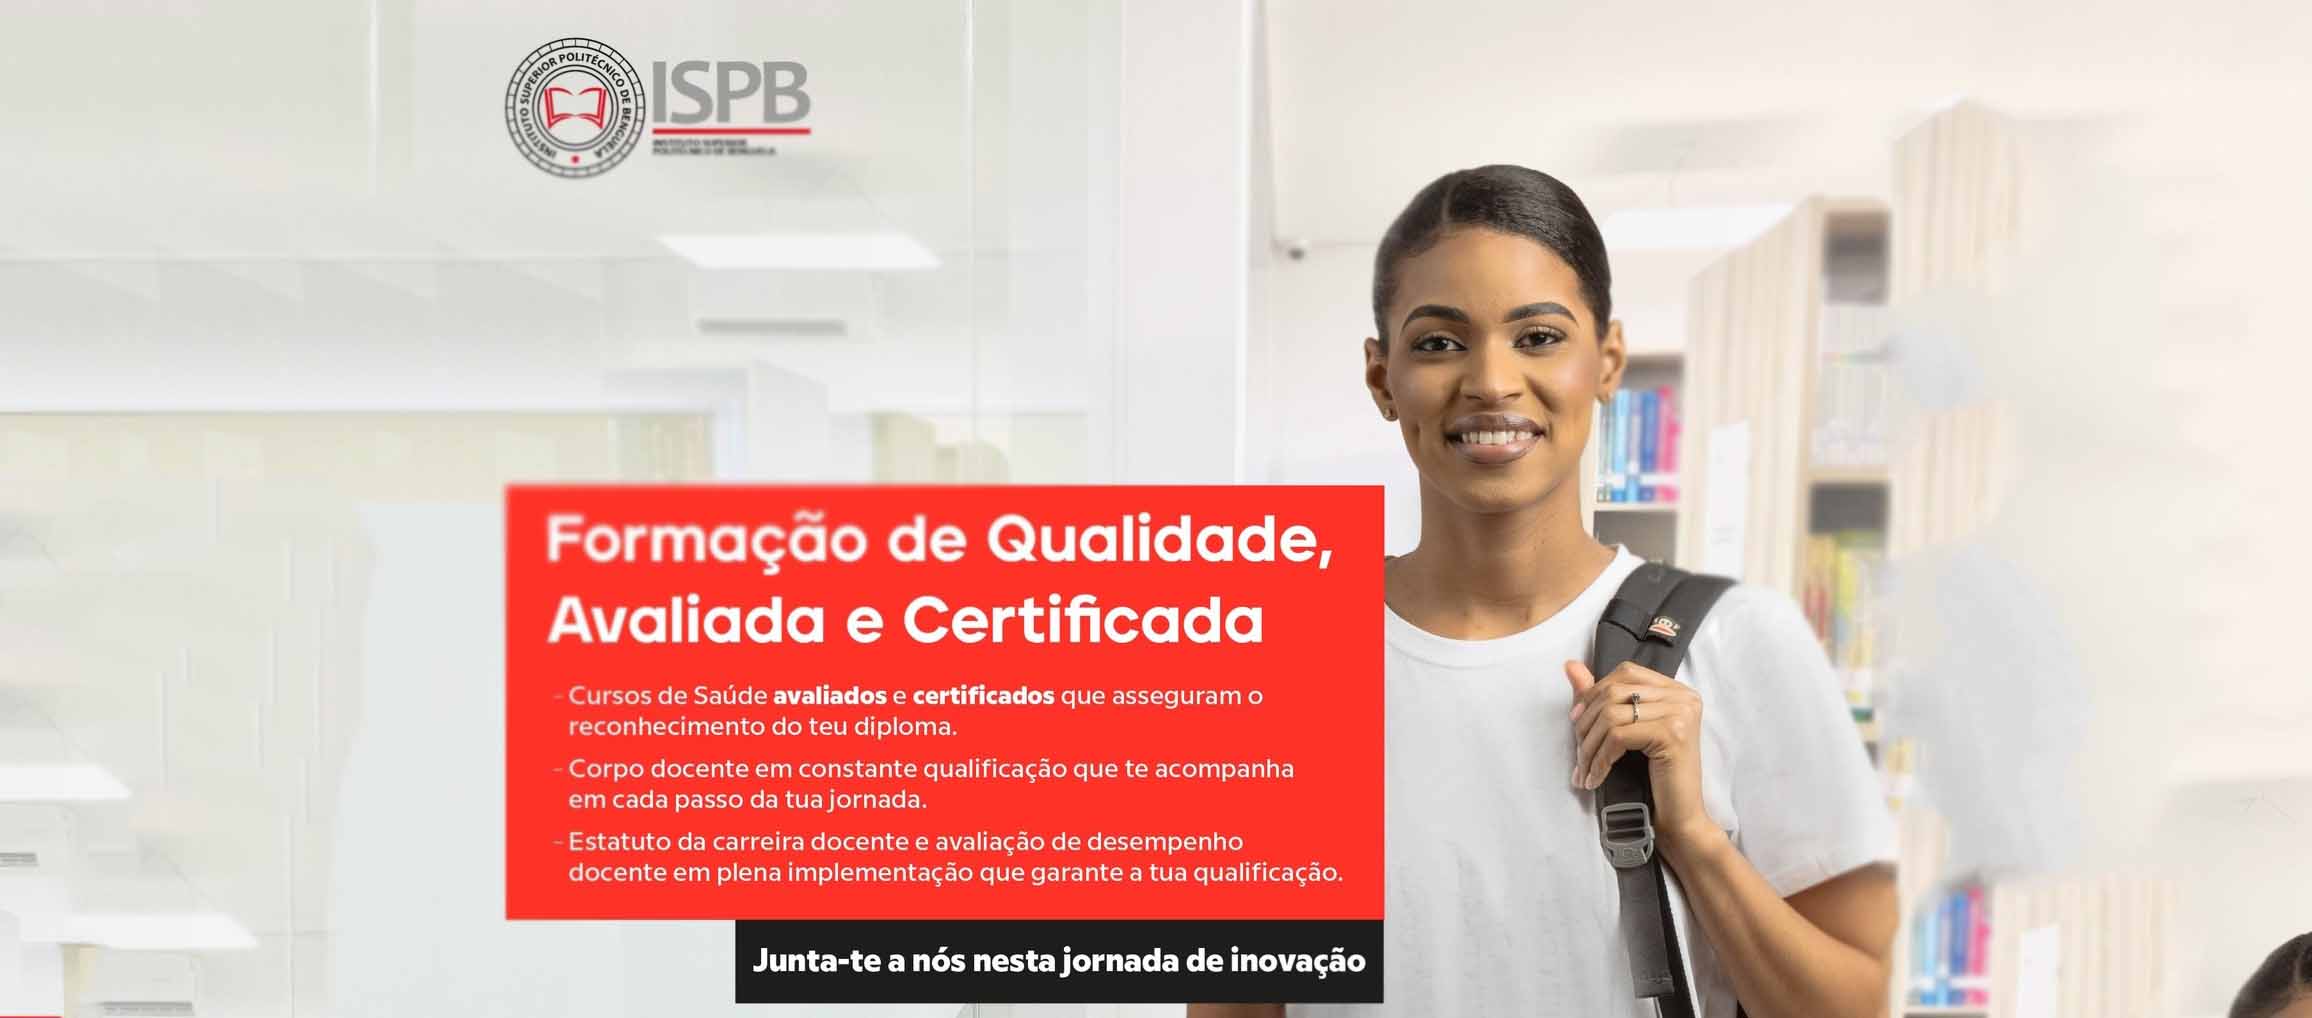 INSTITUTO SUPERIOR POLITÉCNICO DE BENGUELA
ISPB
INSTITUTO SUPERIOR
POLITÉCNICO DE BENGUELA
Formação de Qualidade,
Avaliada e Certificada
- Cursos de Saúde avaliados e certificados que asseguram o
reconhecimento do teu diploma.
- Corpo docente em constante qualificação que te acompanha
em cada passo da tua jornada.
- Estatuto da carreira docente e avaliação de desempenho
docente em plena implementação que garante a tua qualificação.
Junta-te a nós nesta jornada de inovação